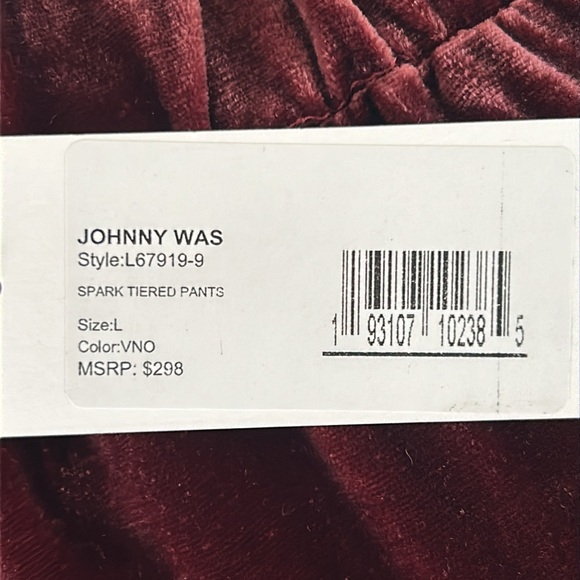 JOHNNY WAS
Style:L67919-9
SPARK TIERED PANTS
Size:L
Color:VNO
MSRP: $298
1 93107 10238 5